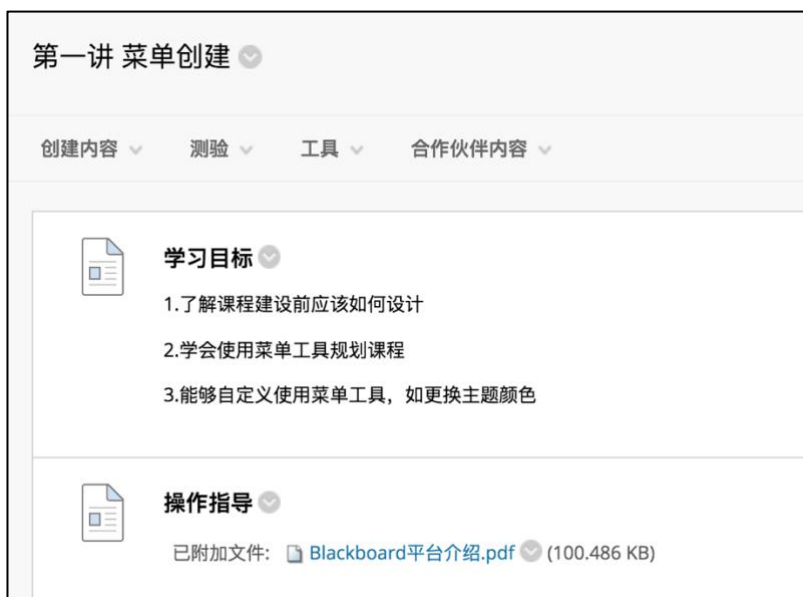 第一讲 菜单创建
创建内容 测验 工具 合作伙伴内容
学习目标
1.了解课程建设前应该如何设计
2.学会使用菜单工具规划课程
3.能够自定义使用菜单工具，如更换主题颜色
操作指导
已附加文件: Blackboard平台介绍.pdf (100.486 KB)